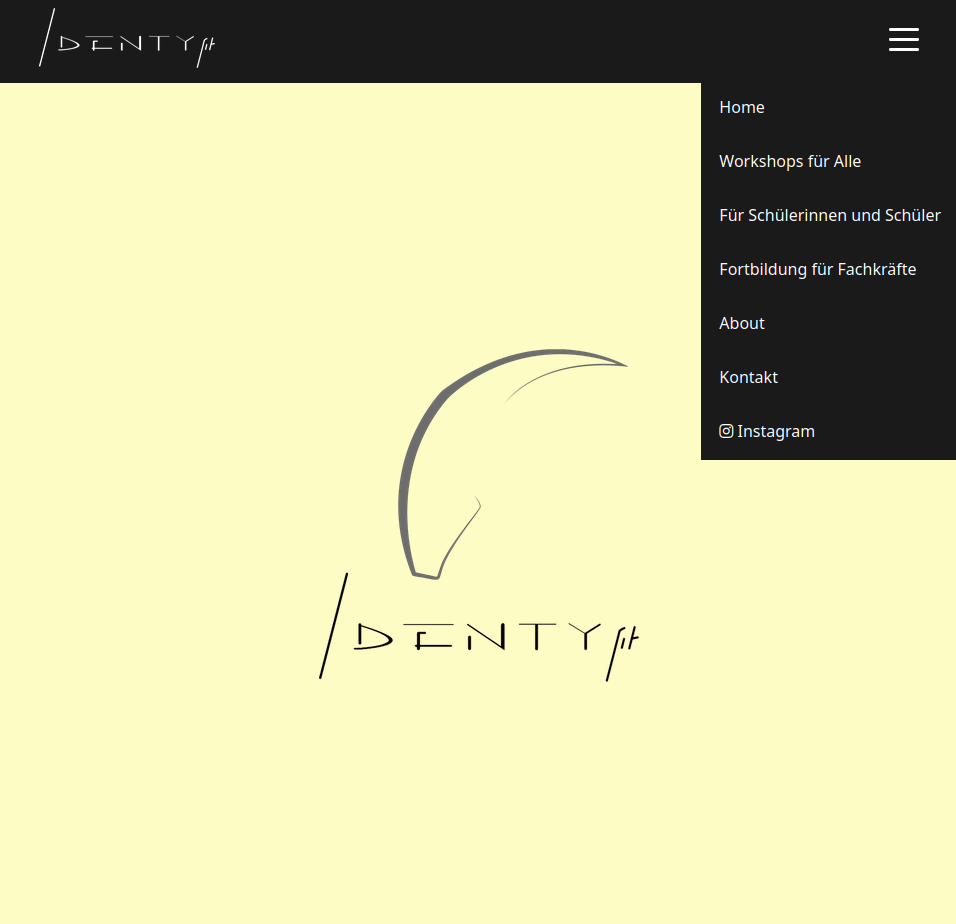 IDENTYfit
Home
Workshops für Alle
Für Schülerinnen und Schüler
Fortbildung für Fachkräfte
About
Kontakt
Instagram
IDENTYfit